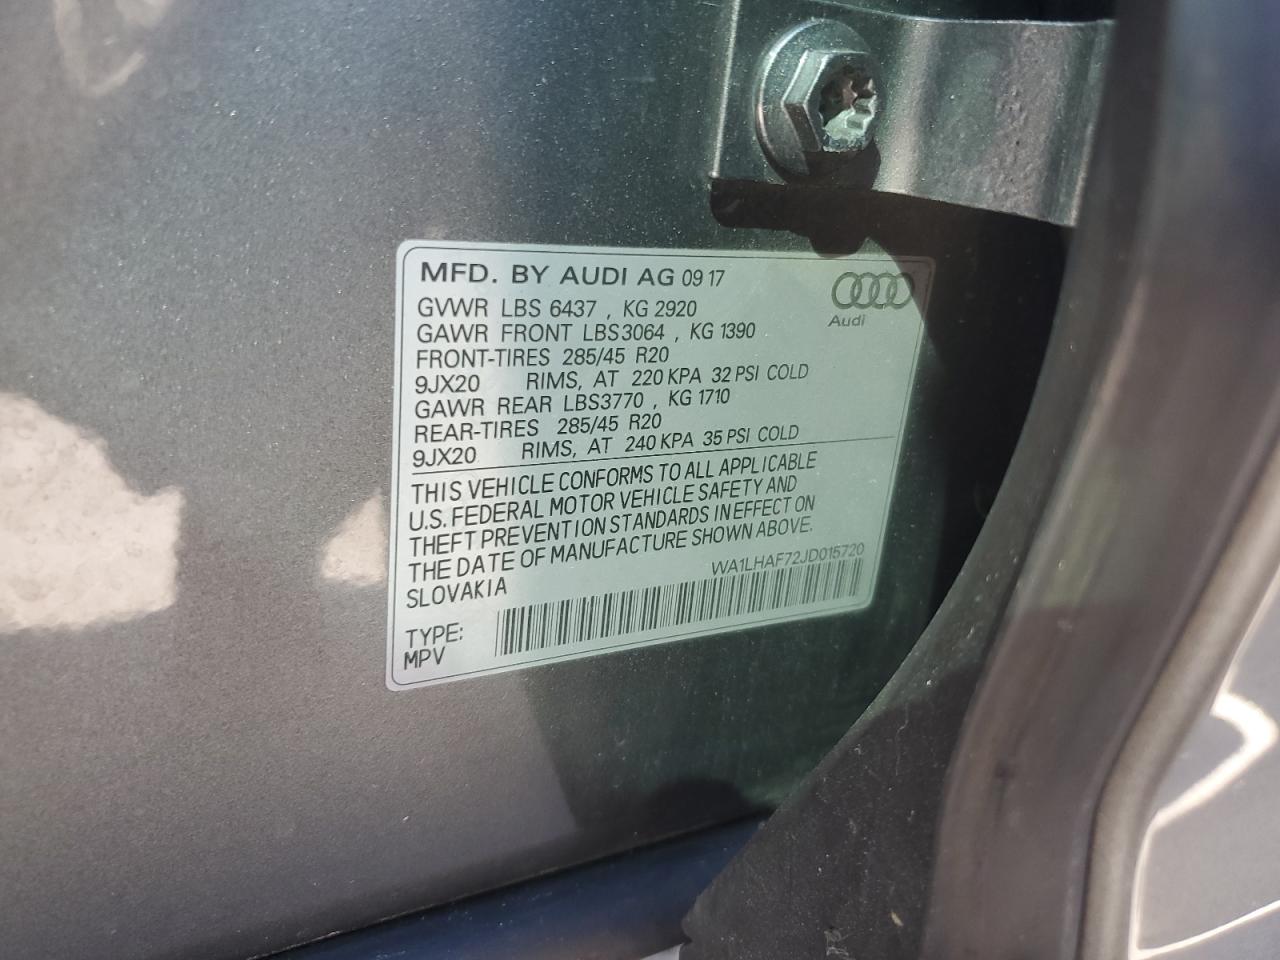 MFD. BY AUDI AG 09 17
Audi
GVWR LBS 6437 , KG 2920
GAWR FRONT LBS3064 , KG 1390
FRONT-TIRES 285/45 R20
9JX20 RIMS, AT 220 KPA 32 PSI COLD
GAWR REAR LBS3770 , KG 1710
REAR-TIRES 285/45 R20
9JX20 RIMS, AT 240 KPA 35 PSI COLD
THIS VEHICLE CONFORMS TO ALL APPLICABLE
U.S. FEDERAL MOTOR VEHICLE SAFETY AND
THEFT PREVENTION STANDARDS IN EFFECT ON
THE DATE OF MANUFACTURE SHOWN ABOVE.
SLOVAKIA
WA1LHAF72JD015720
TYPE:
MPV